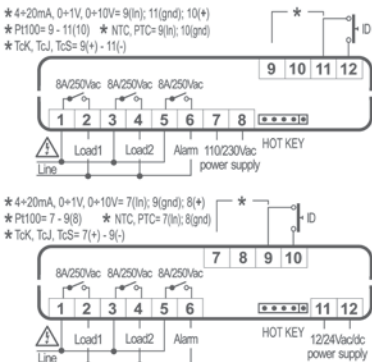 * 4÷20mA, 0÷1V, 0÷10V= 9(In); 11(gnd); 10(+)
* Pt100= 9 - 11(10) * NTC, PTC= 9(In); 10(gnd)
* TcK, TcJ, TcS= 9(+) - 11(-)
*
ID
9 10 11 12
8A/250Vac 8A/250Vac 8A/250Vac
1 2 3 4 5 6 7 8
HOT KEY
Line Load1 Load2 Alarm 110/230Vac
power supply
* 4÷20mA, 0÷1V, 0÷10V= 7(In); 9(gnd); 8(+)
* Pt100= 7 - 9(8) * NTC, PTC= 7(In); 8(gnd)
* TcK, TcJ, TcS= 7(+) - 9(-)
*
ID
7 8 9 10
8A/250Vac 8A/250Vac 8A/250Vac
1 2 3 4 5 6 11 12
Line Load1 Load2 Alarm HOT KEY 12/24Vac/dc
power supply